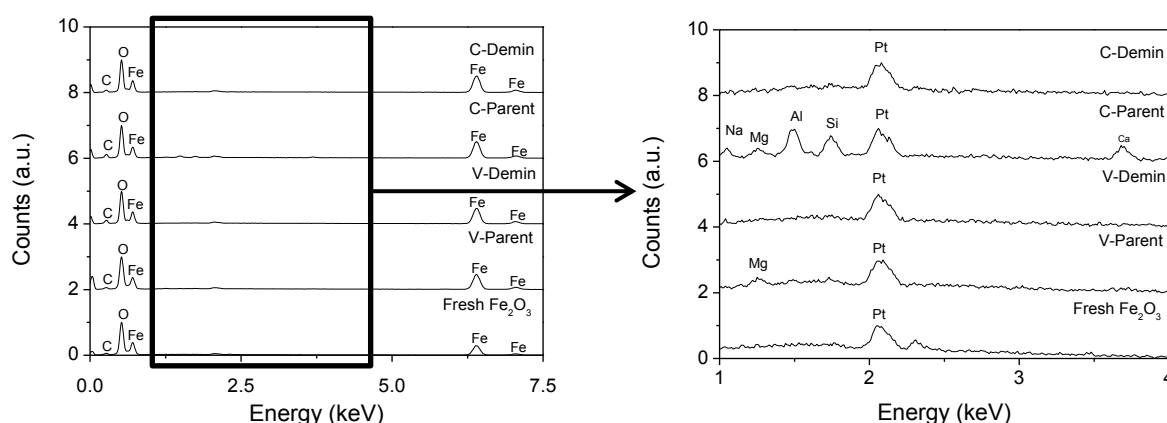 10
8
6
4
2
0
Counts (a.u.)
C-Demin
O
C
Fe
Fe
Fe
C-Parent
O
C
Fe
Fe
Fe
V-Demin
O
C
Fe
Fe
Fe
V-Parent
O
C
Fe
Fe
Fe
Fresh Fe₂O₃
O
C
Fe
Fe
Fe
0.0 2.5 5.0 7.5
Energy (keV)
10
8
6
4
2
0
Counts (a.u.)
Pt
C-Demin
C-Parent
Na Mg Al Si Pt Ca
V-Demin
Pt
V-Parent
Mg Pt
Fresh Fe₂O₃
Pt
1 2 3 4
Energy (keV)